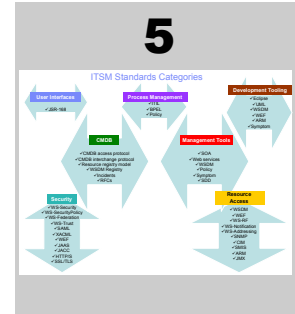 5
ITSM Standards Categories
User Interfaces
✓JSR-168
Process Management
✓ITIL
✓BPEL
✓Policy
Development Tooling
✓Eclipse
✓UML
✓WSDM
✓WEF
✓ARM
✓Symptom
CMDB
✓CMDB access protocol
✓CMDB interchange protocol
✓Resource registry model
✓WSDM Registry
✓Incidents
✓RFCs
Management Tools
✓SOA
✓Web services
✓WSDM
✓Policy
✓Symptom
✓SDD
Security
✓WS-Security
✓WS-SecurityPolicy
✓WS-Federation
✓WS-Trust
✓SAML
✓XACML
✓WEF
✓JAAS
✓JACC
✓HTTP/S
✓SSL/TLS
Resource
Access
✓WSDM
✓WEF
✓WS-RF
✓WS-Notification
✓WS-Addressing
✓SNMP
✓CIM
✓SMIS
✓ARM
✓JMX